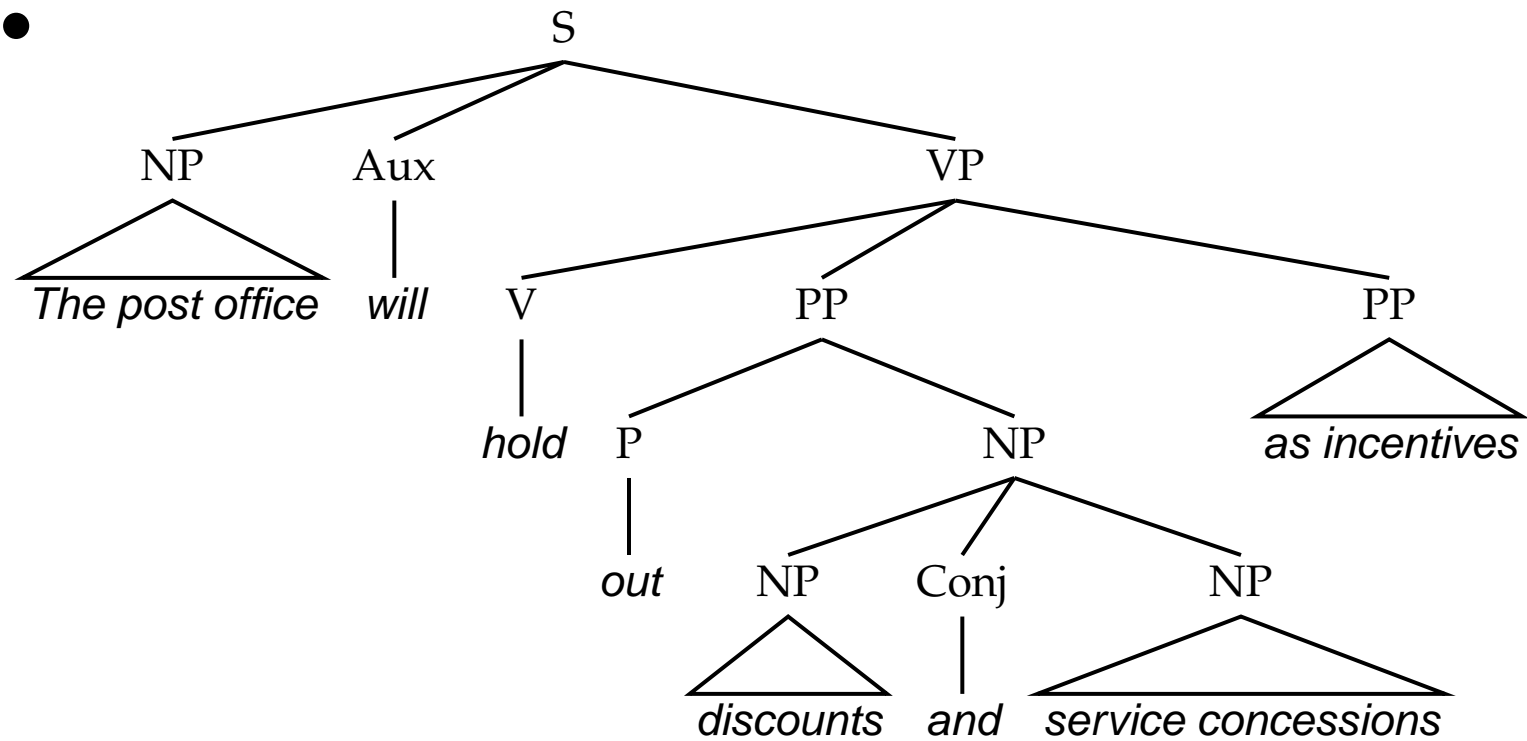 • S
NP Aux VP
The post office will V PP PP
hold P NP as incentives
out NP Conj NP
discounts and service concessions